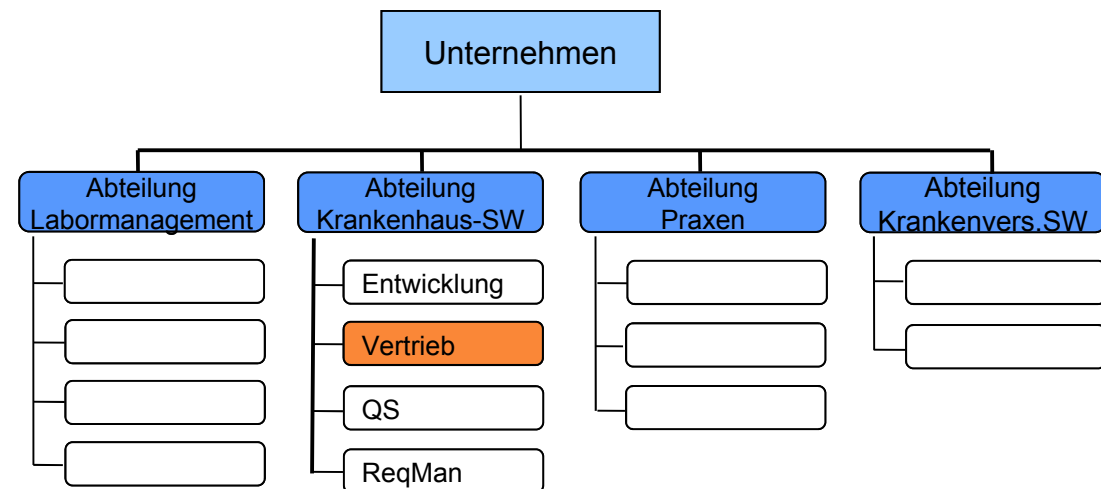 Unternehmen
Abteilung
Labormanagement
Abteilung
Krankenhaus-SW
Abteilung
Praxen
Abteilung
Krankenvers.SW
Entwicklung
Vertrieb
QS
ReqMan